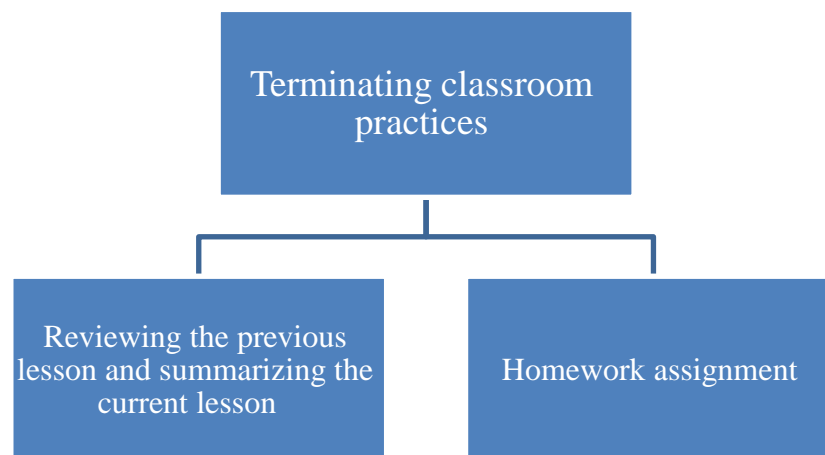 Terminating classroom
practices
Reviewing the previous
lesson and summarizing the
current lesson
Homework assignment